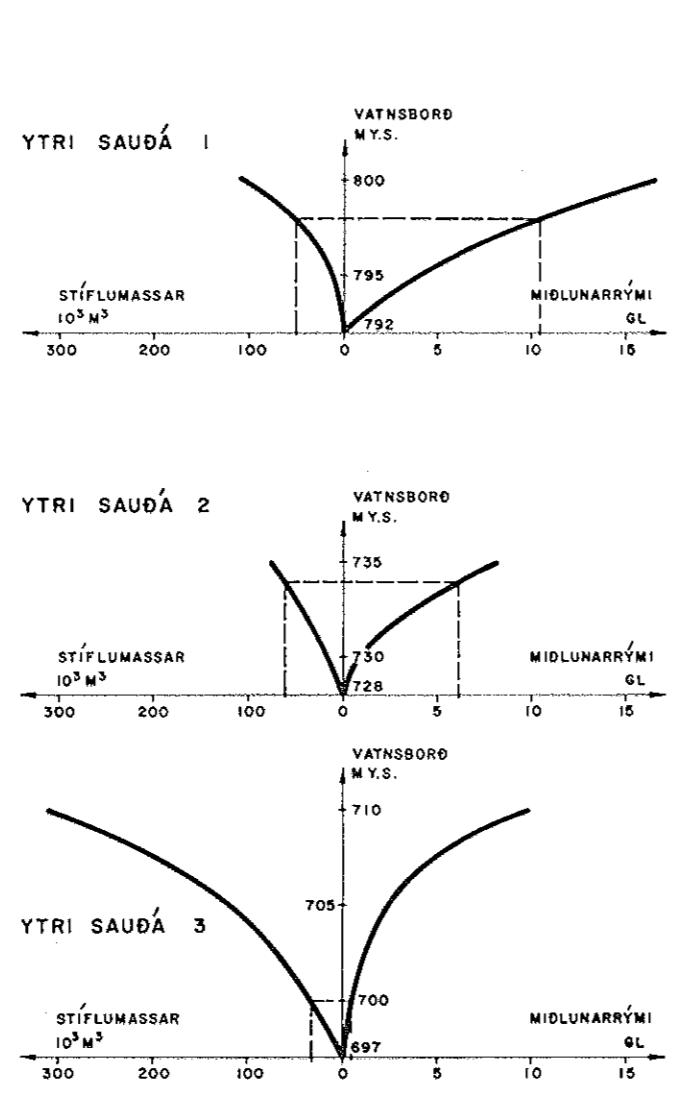 VATNSBORÐ
YTRI SAUÐÁ 1
M Y.S.
800
795
STÍFLUMASSAR
MIÐLUNARRÝMI
10³ M³
GL
792
300 200 100 0 5 10 15
VATNSBORÐ
YTRI SAUÐÁ 2
M Y.S.
735
730
STÍFLUMASSAR
MIÐLUNARRÝMI
10³ M³
GL
728
300 200 100 0 5 10 15
VATNSBORÐ
M Y.S.
710
705
YTRI SAUÐÁ 3
700
STÍFLUMASSAR
MIÐLUNARRÝMI
10³ M³
GL
697
300 200 100 0 5 10 15